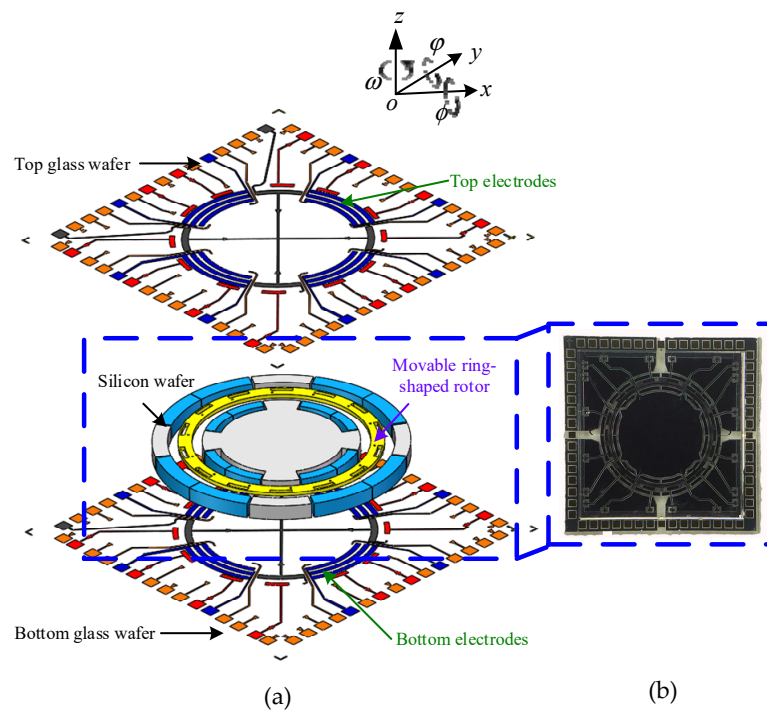 z
φ
y
ω
o
x
ϕ
Top glass wafer
Top electrodes
Movable ring-
shaped rotor
Silicon wafer
Bottom glass wafer
Bottom electrodes
(a)
(b)